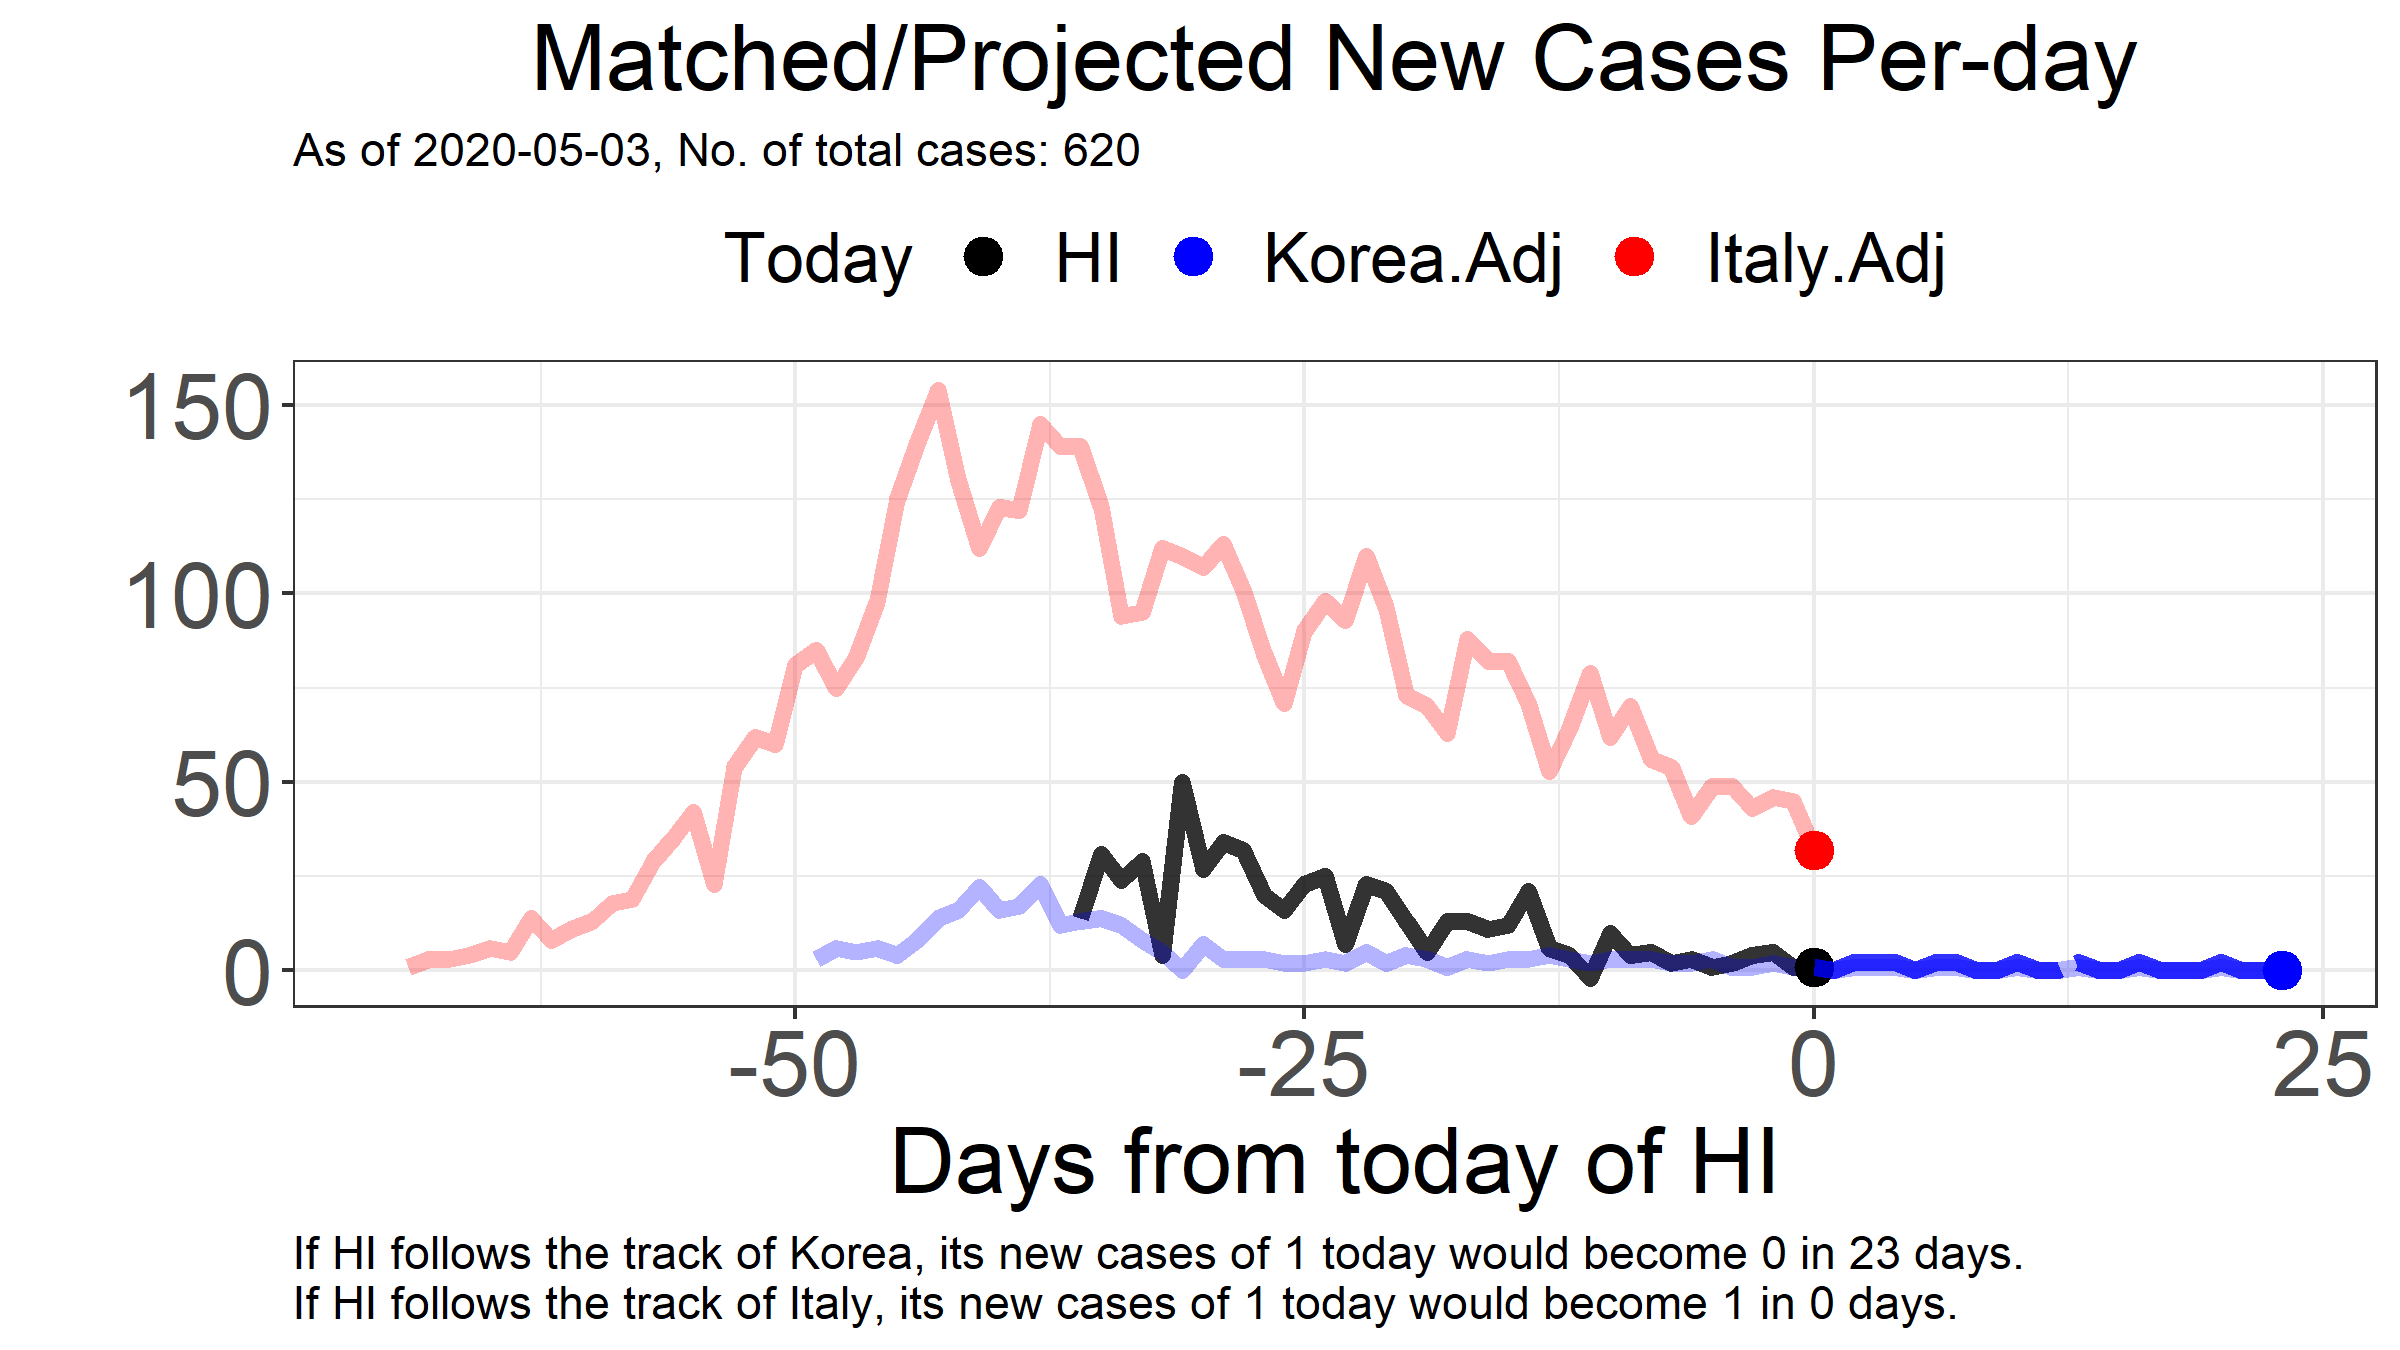 Matched/Projected New Cases Per-day
As of 2020-05-03, No. of total cases: 620
Today HI Korea.Adj Italy.Adj
150
100
50
0
-50 -25 0 25
Days from today of HI
If HI follows the track of Korea, its new cases of 1 today would become 0 in 23 days.
If HI follows the track of Italy, its new cases of 1 today would become 1 in 0 days.